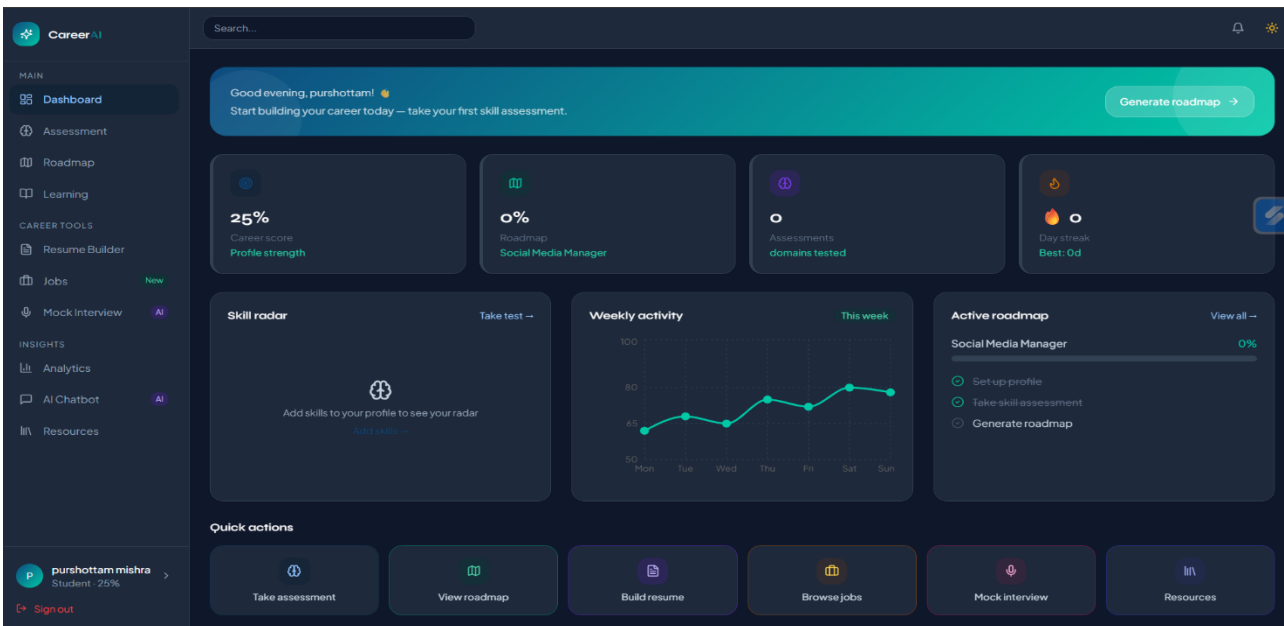 CareerAI
Search...
MAIN
Dashboard
Assessment
Roadmap
Learning
CAREER TOOLS
Resume Builder
Jobs New
Mock Interview AI
INSIGHTS
Analytics
AI Chatbot AI
Resources
P
purshottam mishra
Student · 25%
Sign out
Good evening, purshottam! 👋
Start building your career today — take your first skill assessment.
Generate roadmap →
25%
Career score
Profile strength
0%
Roadmap
Social Media Manager
0
Assessments
domains tested
🔥 0
Day streak
Best: 0d
Skill radar Take test →
Add skills to your profile to see your radar
Add skills →
Weekly activity This week
100
80
65
50
Mon Tue Wed Thu Fri Sat Sun
Active roadmap View all →
Social Media Manager 0%
Set up profile
Take skill assessment
Generate roadmap
Quick actions
Take assessment
View roadmap
Build resume
Browse jobs
Mock interview
Resources